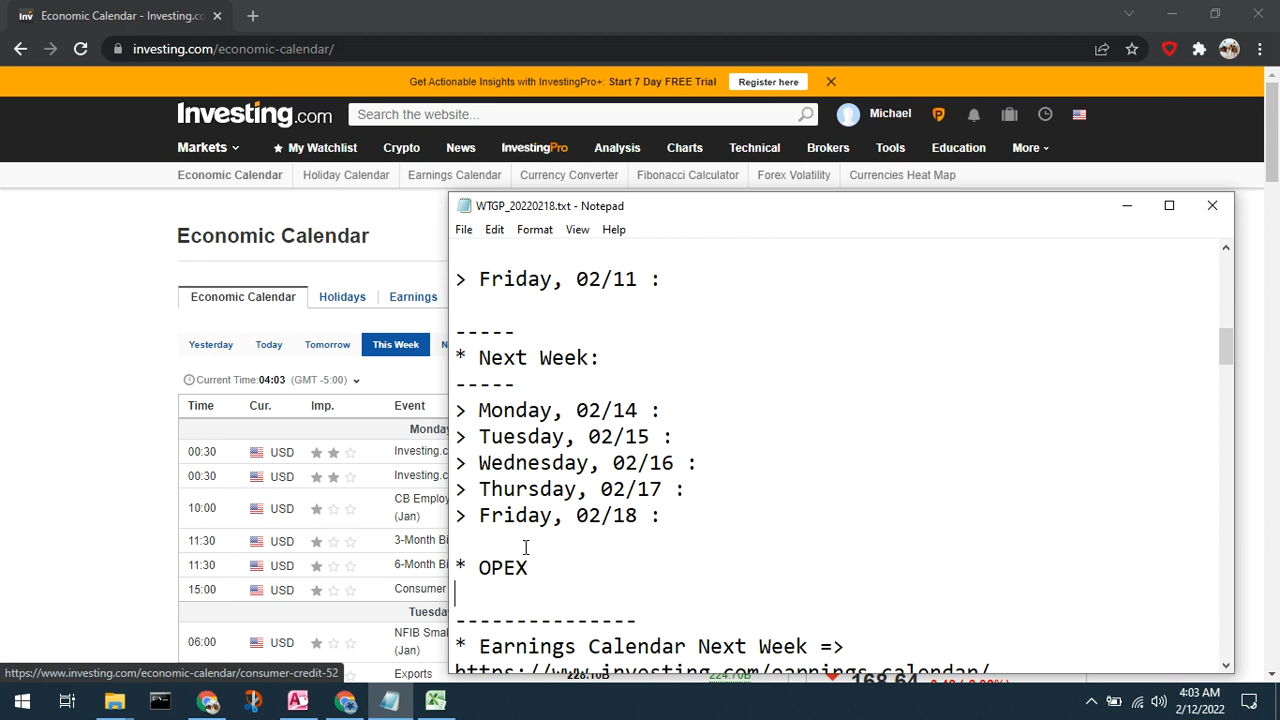 Economic Calendar - Investing.co
investing.com/economic-calendar/
Get Actionable Insights with InvestingPro+: Start 7 Day FREE Trial Register here
Investing.com Search the website... Michael
Markets My Watchlist Crypto News InvestingPro Analysis Charts Technical Brokers Tools Education More
Economic Calendar Holiday Calendar Earnings Calendar Currency Converter Fibonacci Calculator Forex Volatility Currencies Heat Map
Economic Calendar
Economic Calendar Holidays Earnings
Yesterday Today Tomorrow This Week N
Current Time:04:03 (GMT -5:00)
Time Cur. Imp. Event
Monday
00:30 USD Investing.c
00:30 USD Investing.c
10:00 USD CB Employ
(Jan)
11:30 USD 3-Month Bi
11:30 USD 6-Month Bi
15:00 USD Consumer
Tuesday
06:00 USD NFIB Smal
(Jan)
Exports
https://www.investing.com/economic-calendar/consumer-credit-52
WTGP_20220218.txt - Notepad
File Edit Format View Help
> Friday, 02/11 :
-----
* Next Week:
-----
> Monday, 02/14 :
> Tuesday, 02/15 :
> Wednesday, 02/16 :
> Thursday, 02/17 :
> Friday, 02/18 :
* OPEX
---------------
* Earnings Calendar Next Week =>
https://www.investing.com/earnings-calendar/
4:03 AM
2/12/2022